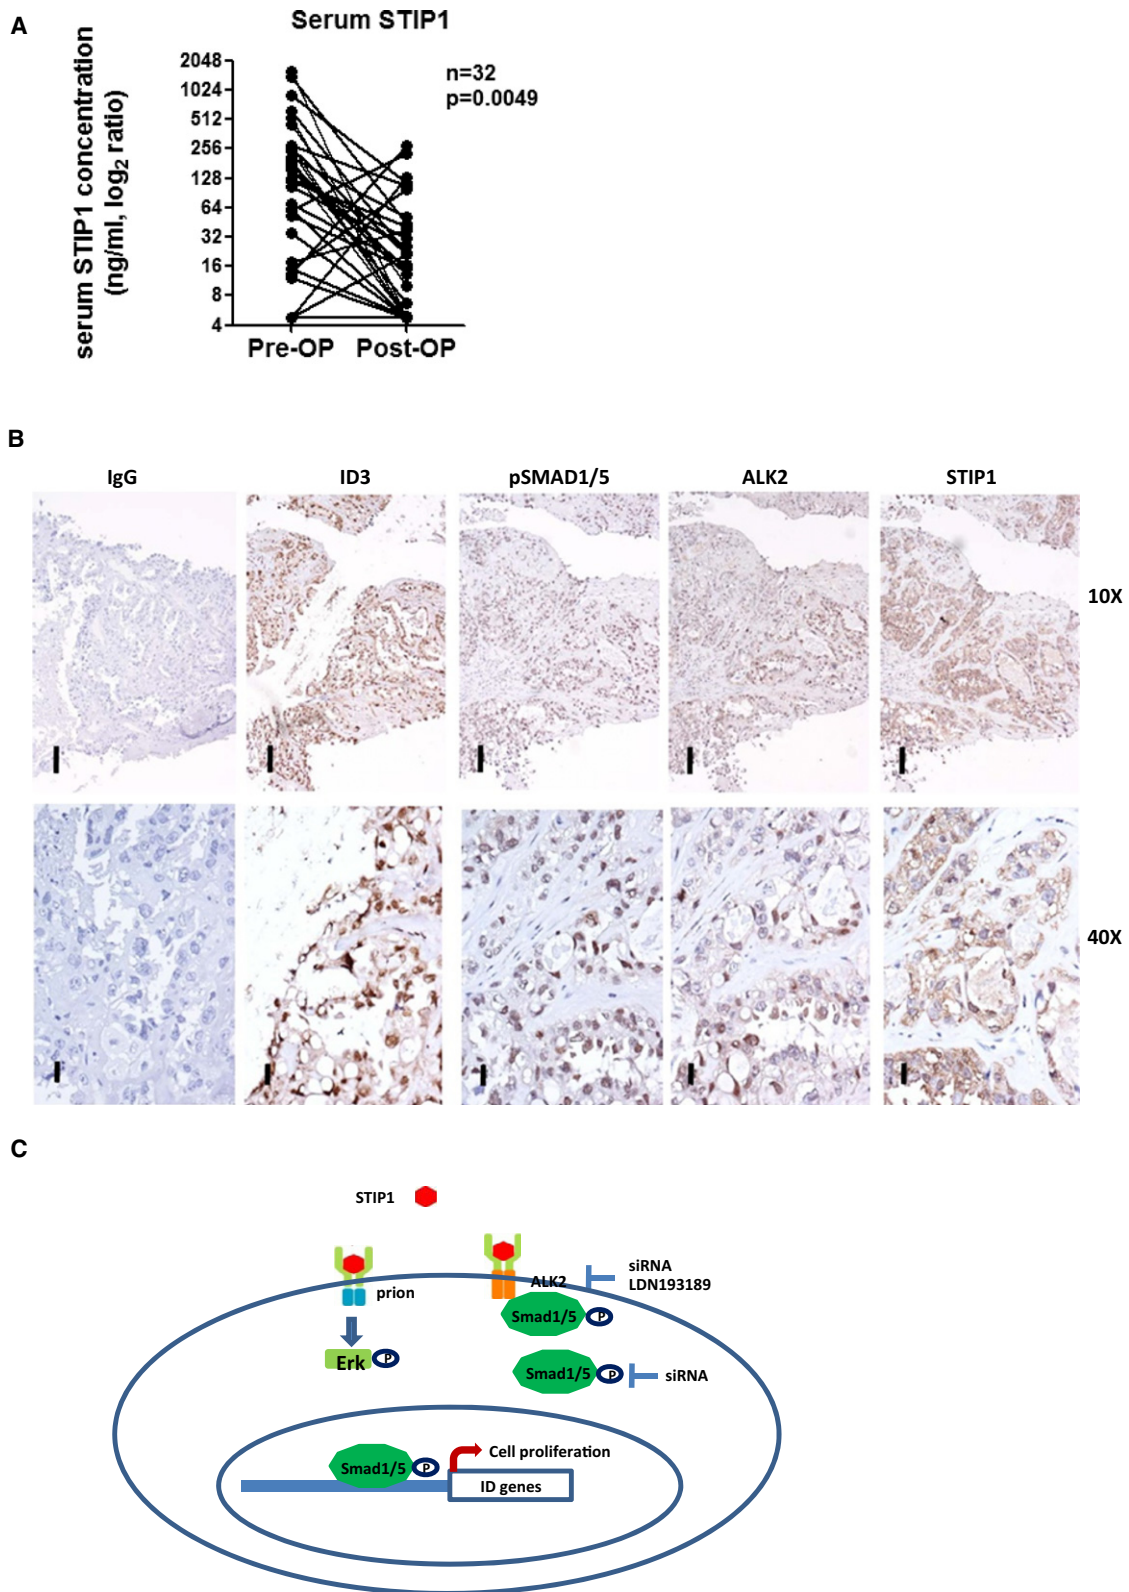 A
Serum STIP1
serum STIP1 concentration
(ng/ml, log2 ratio)
2048
1024
512
256
128
64
32
16
8
4
n=32
p=0.0049
Pre-OP Post-OP
B
IgG ID3 pSMAD1/5 ALK2 STIP1
10X
40X
C
STIP1
prion
ALK2
siRNA
LDN193189
Smad1/5 P
Erk P
Smad1/5 P
siRNA
Smad1/5 P
Cell proliferation
ID genes